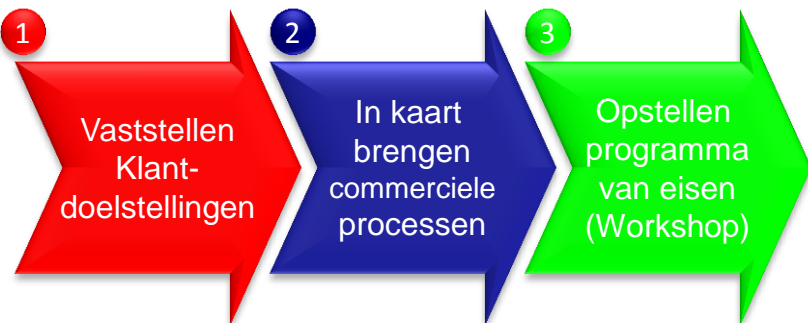 1
Vaststellen
Klant-
doelstellingen
2
In kaart
brengen
commerciele
processen
3
Opstellen
programma
van eisen
(Workshop)